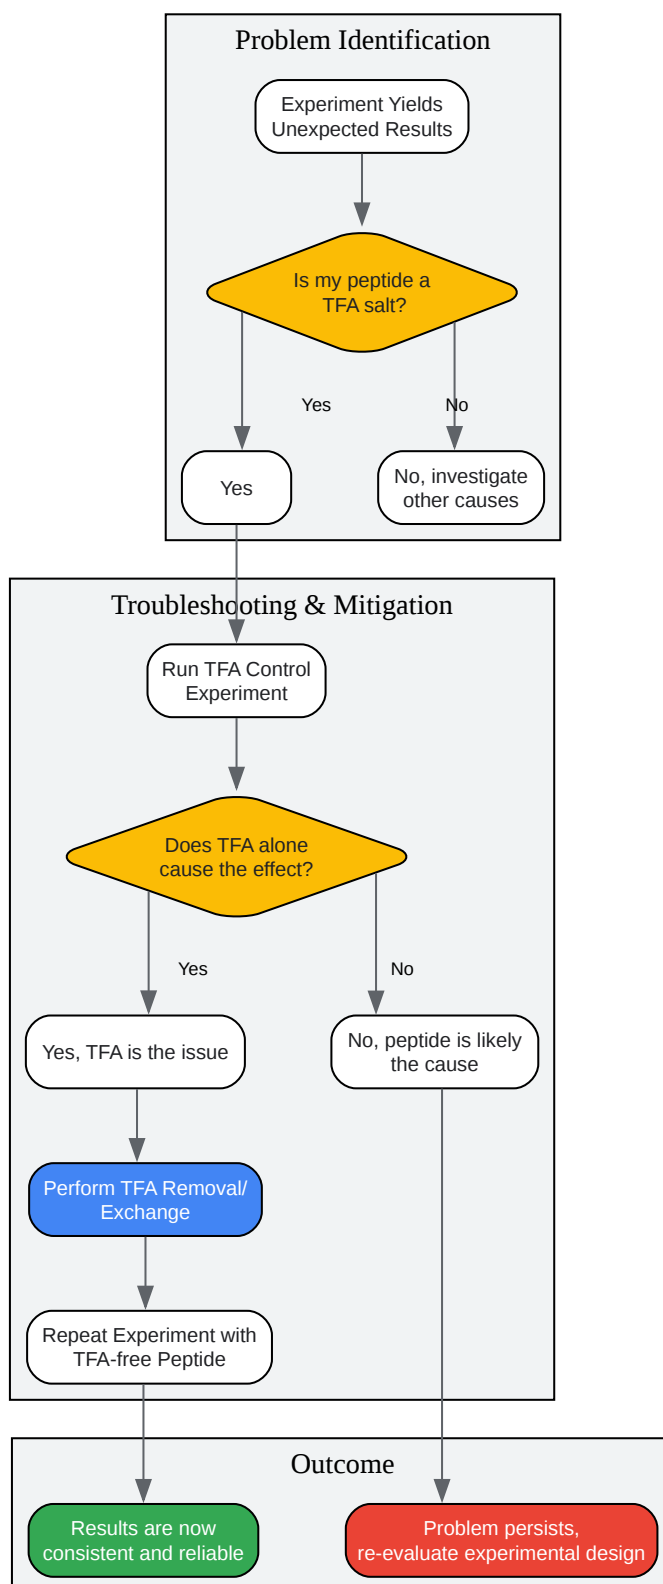 Problem Identification
Experiment Yields
Unexpected Results
Is my peptide a
TFA salt?
Yes
No
Yes
No, investigate
other causes
Troubleshooting & Mitigation
Run TFA Control
Experiment
Does TFA alone
cause the effect?
Yes
No
Yes, TFA is the issue
No, peptide is likely
the cause
Perform TFA Removal/
Exchange
Repeat Experiment with
TFA-free Peptide
Outcome
Results are now
consistent and reliable
Problem persists,
re-evaluate experimental design